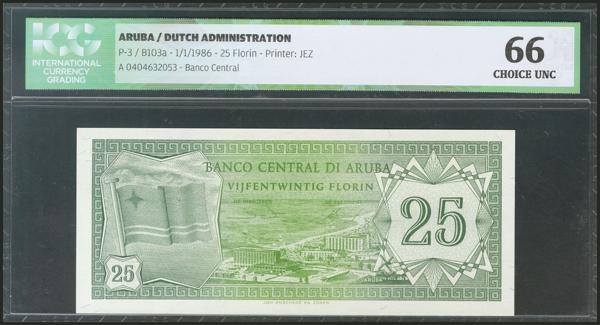 ICG
INTERNATIONAL
CURRENCY
GRADING
ARUBA / DUTCH ADMINISTRATION
P-3 / B103a - 1/1/1986 - 25 Florin - Printer: JEZ
A 0404632053 - Banco Central
66
CHOICE UNC
BANCO CENTRAL DI ARUBA
VIJFENTWINTIG FLORIN
25
25